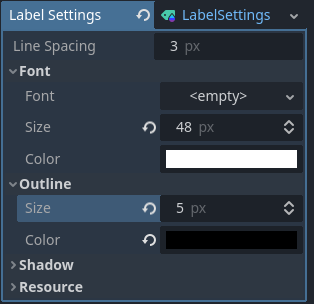 Label Settings LabelSettings
Line Spacing 3 px
Font
Font <empty>
Size 48 px
Color
Outline
Size 5 px
Color
Shadow
Resource